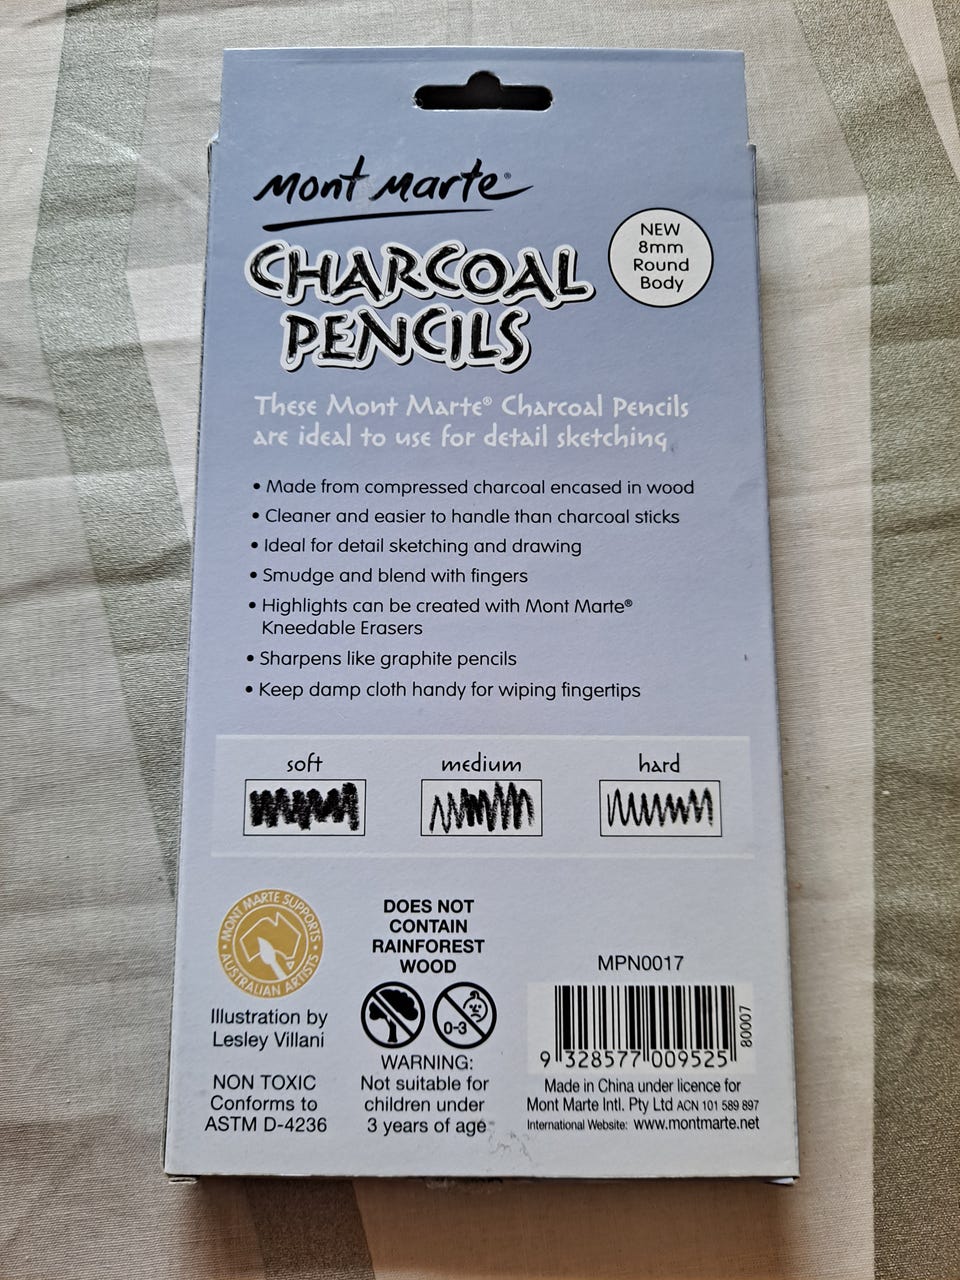 Mont Marte®
CHARCOAL
PENCILS
NEW
8mm
Round
Body
These Mont Marte® Charcoal Pencils
are ideal to use for detail sketching
• Made from compressed charcoal encased in wood
• Cleaner and easier to handle than charcoal sticks
• Ideal for detail sketching and drawing
• Smudge and blend with fingers
• Highlights can be created with Mont Marte®
Kneedable Erasers
• Sharpens like graphite pencils
• Keep damp cloth handy for wiping fingertips
soft
medium
hard
MONT MARTE SUPPORTS
• AUSTRALIAN ARTISTS •
Illustration by
Lesley Villani
NON TOXIC
Conforms to
ASTM D-4236
DOES NOT
CONTAIN
RAINFOREST
WOOD
0-3
WARNING:
Not suitable for
children under
3 years of age
MPN0017
80007
9 328577 009525
Made in China under licence for
Mont Marte Intl. Pty Ltd ACN 101 589 897
International Website: www.montmarte.net